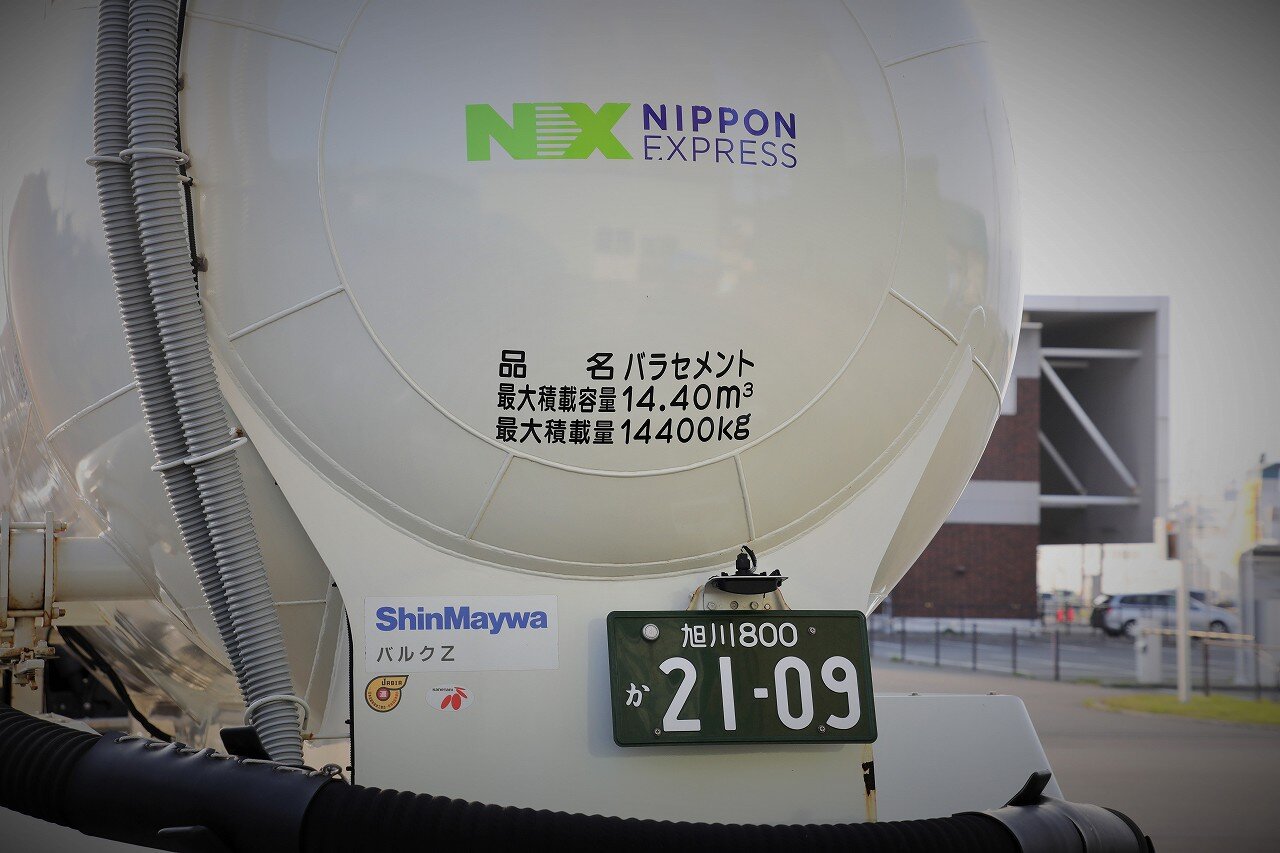 NX NIPPON
EXPRESS
品 名 バラセメント
最大積載容量 14.40m³
最大積載量 14400kg
ShinMaywa
バルクZ
JABIA
旭川800
か 21-09